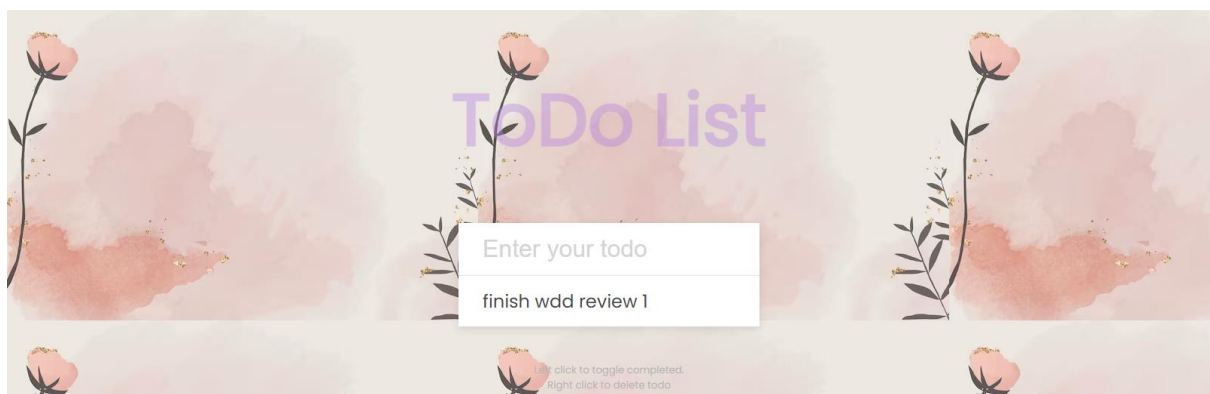 ToDo List
Enter your todo
finish wdd review 1
Left click to toggle completed.
Right click to delete todo